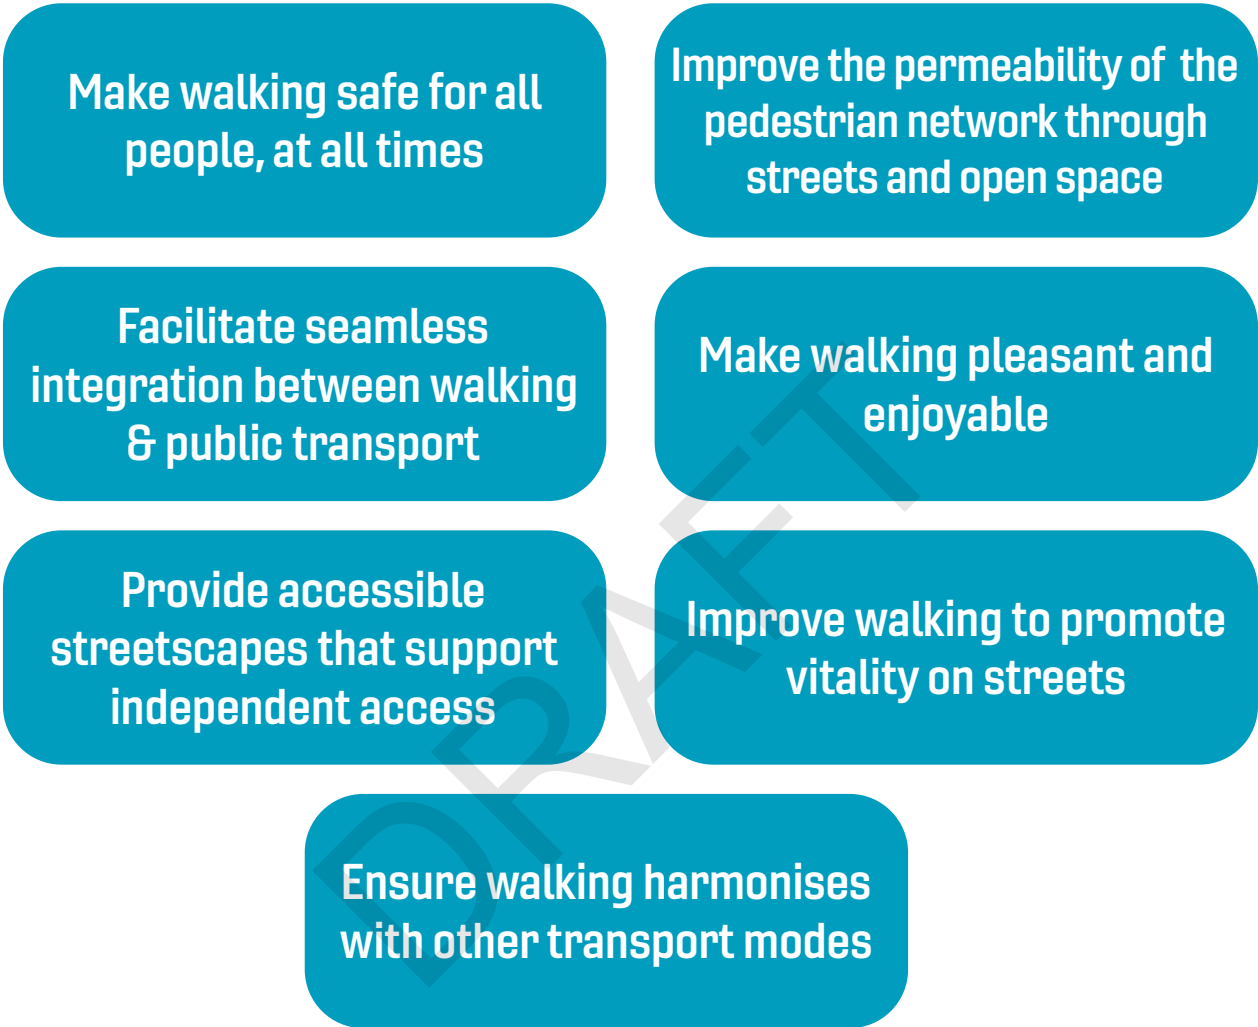 Make walking safe for all
people, at all times
Improve the permeability of the
pedestrian network through
streets and open space
Facilitate seamless
integration between walking
& public transport
Make walking pleasant and
enjoyable
Provide accessible
streetscapes that support
independent access
Improve walking to promote
vitality on streets
Ensure walking harmonises
with other transport modes
DRAFT